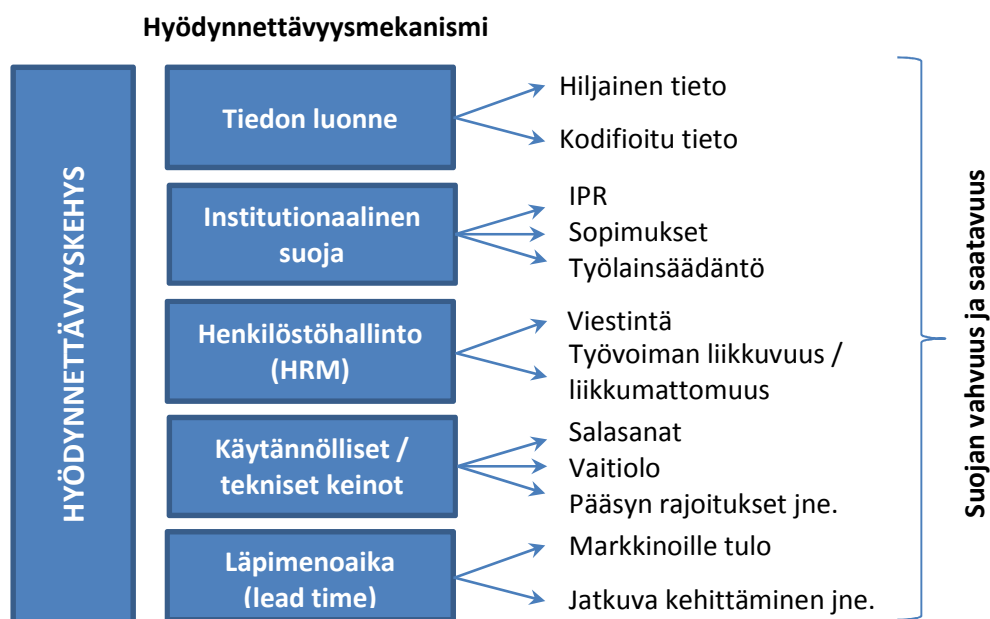 Hyödynnettävyysmekanismi
HYÖDYNNETTÄVYYSKEHYS
Tiedon luonne
Hiljainen tieto
Kodifioitu tieto
Institutionaalinen
suoja
IPR
Sopimukset
Työlainsäädäntö
Henkilöstöhallinto
(HRM)
Viestintä
Työvoiman liikkuvuus /
liikkumattomuus
Käytännölliset /
tekniset keinot
Salasanat
Vaitiolo
Pääsyn rajoitukset jne.
Läpimenoaika
(lead time)
Markkinoille tulo
Jatkuva kehittäminen jne.
Suojan vahvuus ja saatavuus